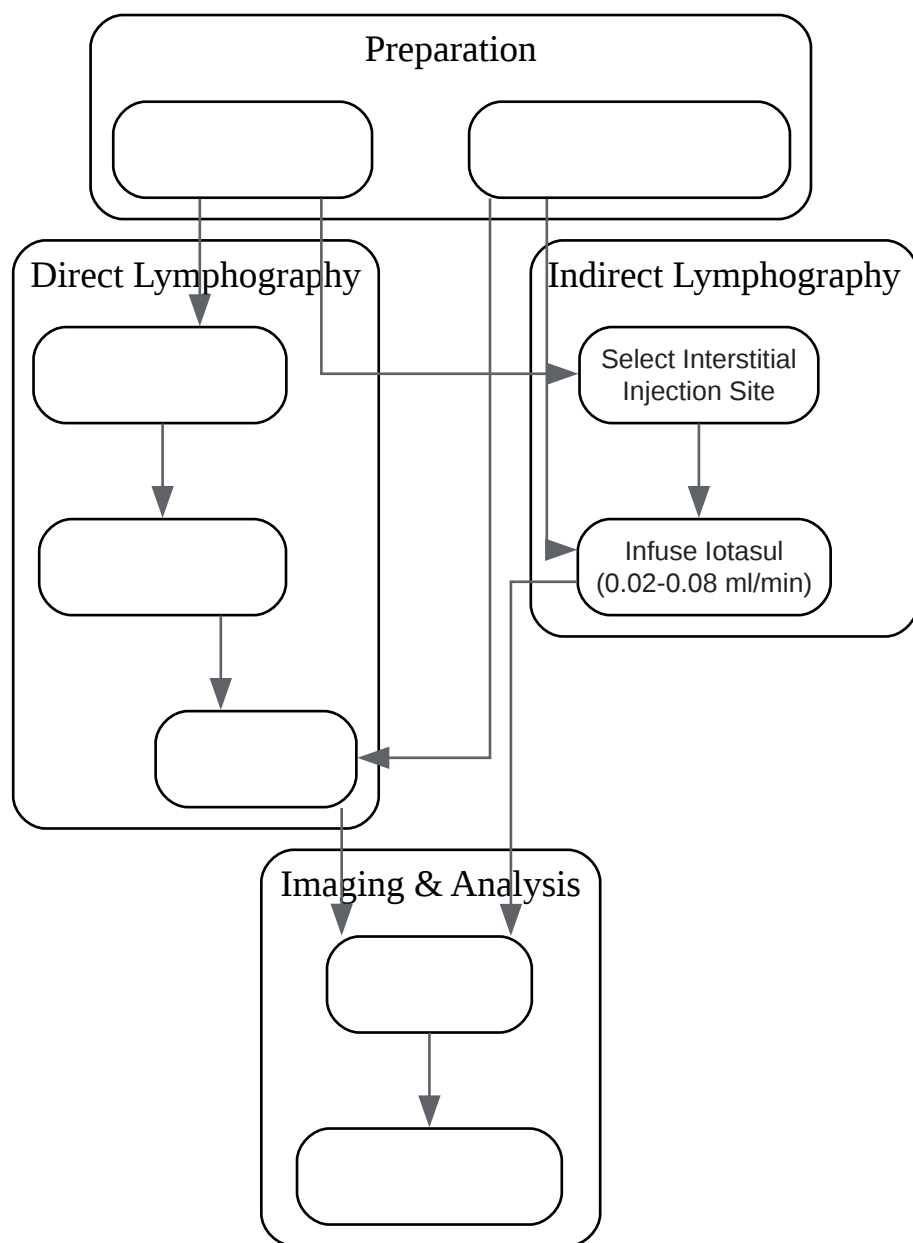 Preparation
Direct Lymphography
Indirect Lymphography
Select Interstitial
Injection Site
Infuse Iotasul
(0.02-0.08 ml/min)
Imaging & Analysis